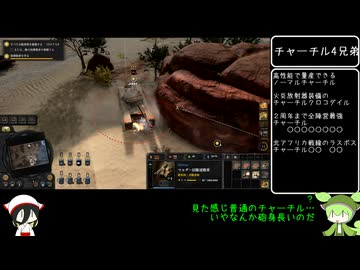 チャーチル4兄弟
高性能で量産できる
ノーマルチャーチル
火炎放射器装備の
チャーチルクロコダイル
２周年まで全陣営最強
チャーチル
○○○○○○○○
北アフリカ戦線のラスボス
チャーチル○○ ○○
？
見た感じ普通のチャーチル…
いやなんか砲身長いのだ